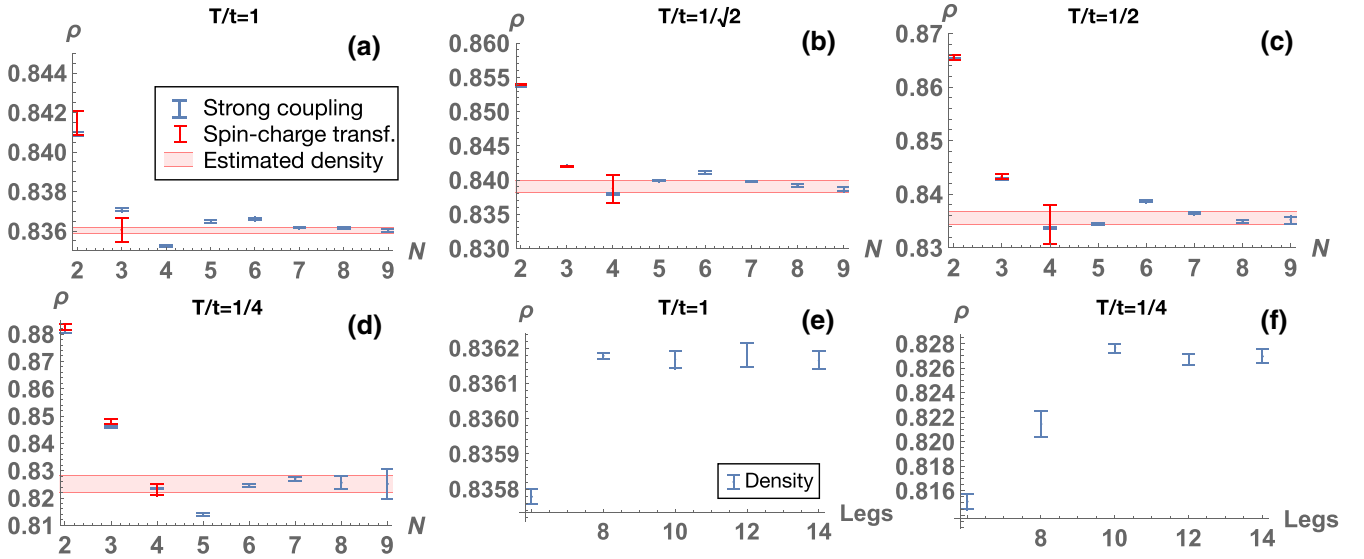 T/t=1
ρ
(a)
0.844
0.842
0.840
0.838
0.836
Strong coupling
Spin-charge transf.
Estimated density
2 3 4 5 6 7 8 9 N
T/t=1/√2
ρ
(b)
0.860
0.855
0.850
0.845
0.840
0.835
0.830
2 3 4 5 6 7 8 9
N
T/t=1/2
ρ
(c)
0.87
0.86
0.85
0.84
0.83
2 3 4 5 6 7 8 9
N
T/t=1/4
ρ
(d)
0.88
0.87
0.86
0.85
0.84
0.83
0.82
0.81
2 3 4 5 6 7 8 9
N
T/t=1
ρ
(e)
0.8362
0.8361
0.8360
0.8359
0.8358
Density
8 10 12 14
Legs
T/t=1/4
ρ
(f)
0.828
0.826
0.824
0.822
0.820
0.818
0.816
8 10 12 14
Legs